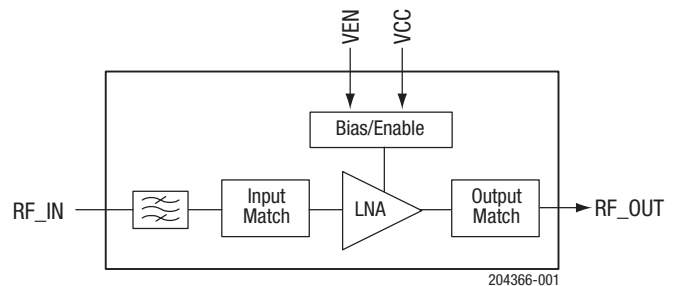 VEN
VCC
Bias/Enable
RF_IN
Input
Match
LNA
Output
Match
RF_OUT
204366-001